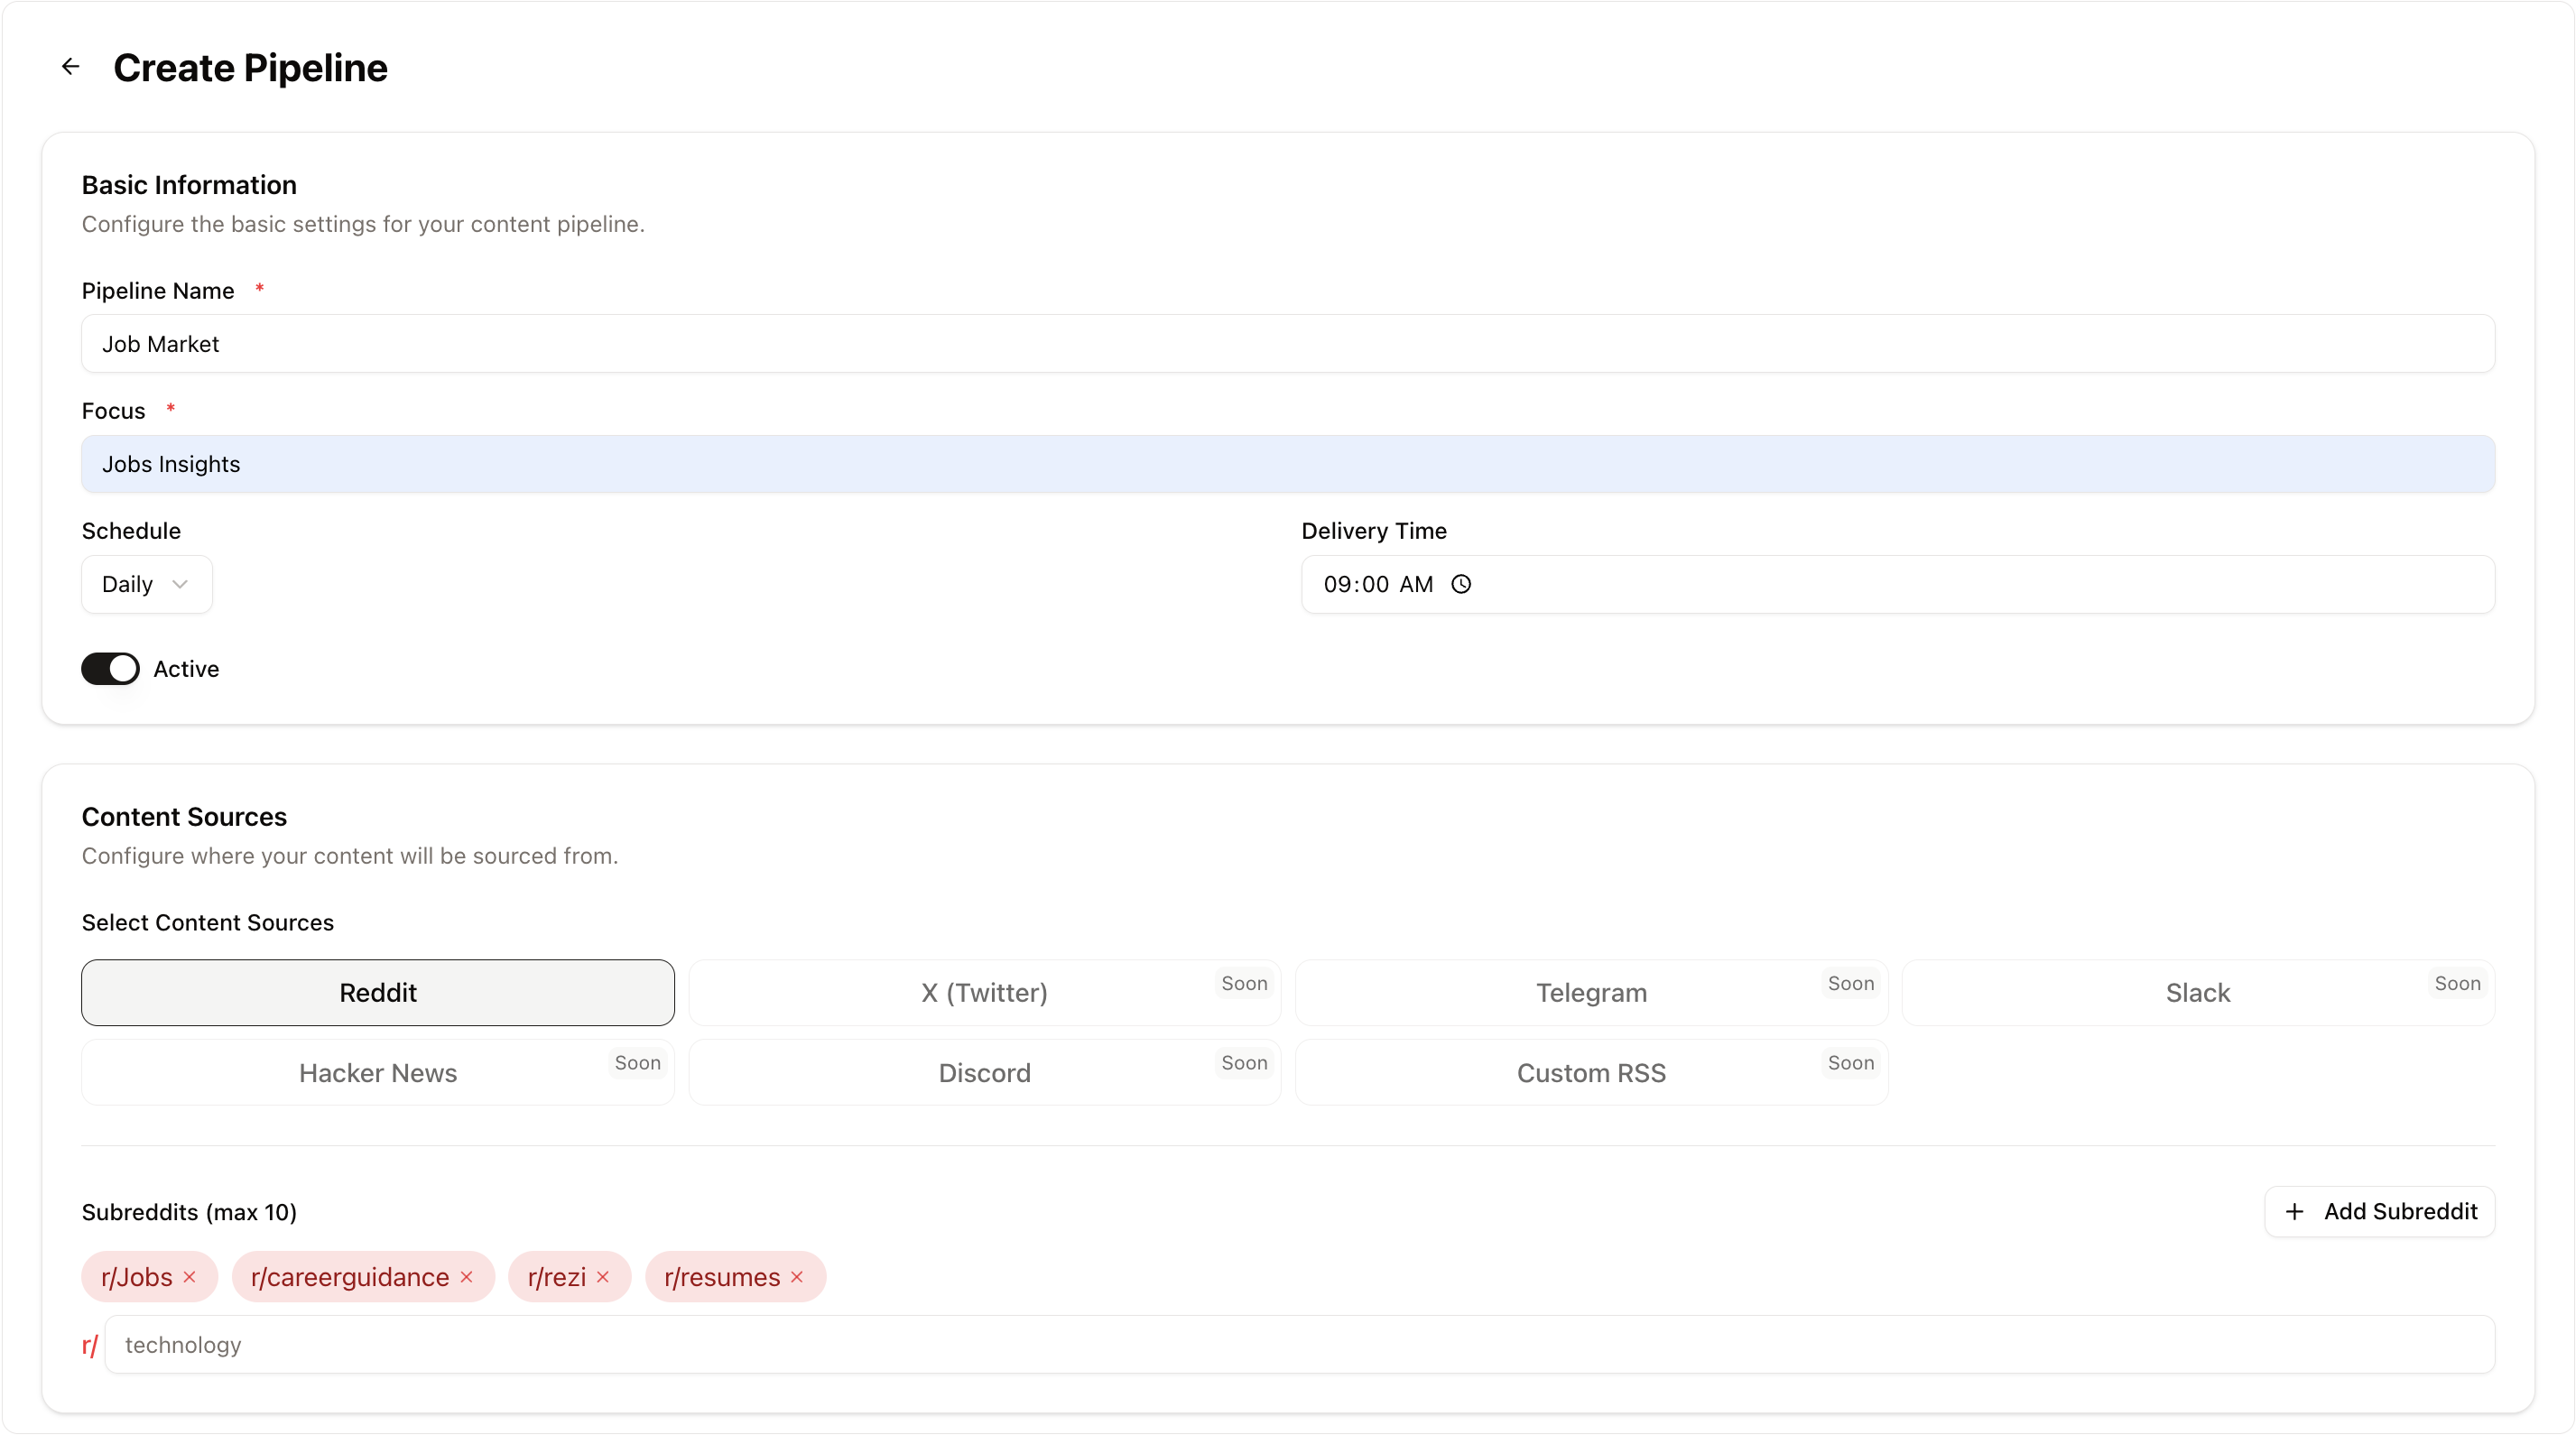 Create Pipeline
Basic Information
Configure the basic settings for your content pipeline.
Pipeline Name *
Job Market
Focus *
Jobs Insights
Schedule
Daily
Delivery Time
09:00 AM
Active
Content Sources
Configure where your content will be sourced from.
Select Content Sources
Reddit
X (Twitter) Soon
Telegram Soon
Slack Soon
Hacker News Soon
Discord Soon
Custom RSS Soon
Subreddits (max 10)
+ Add Subreddit
r/Jobs × r/careerguidance × r/rezi × r/resumes ×
r/ technology